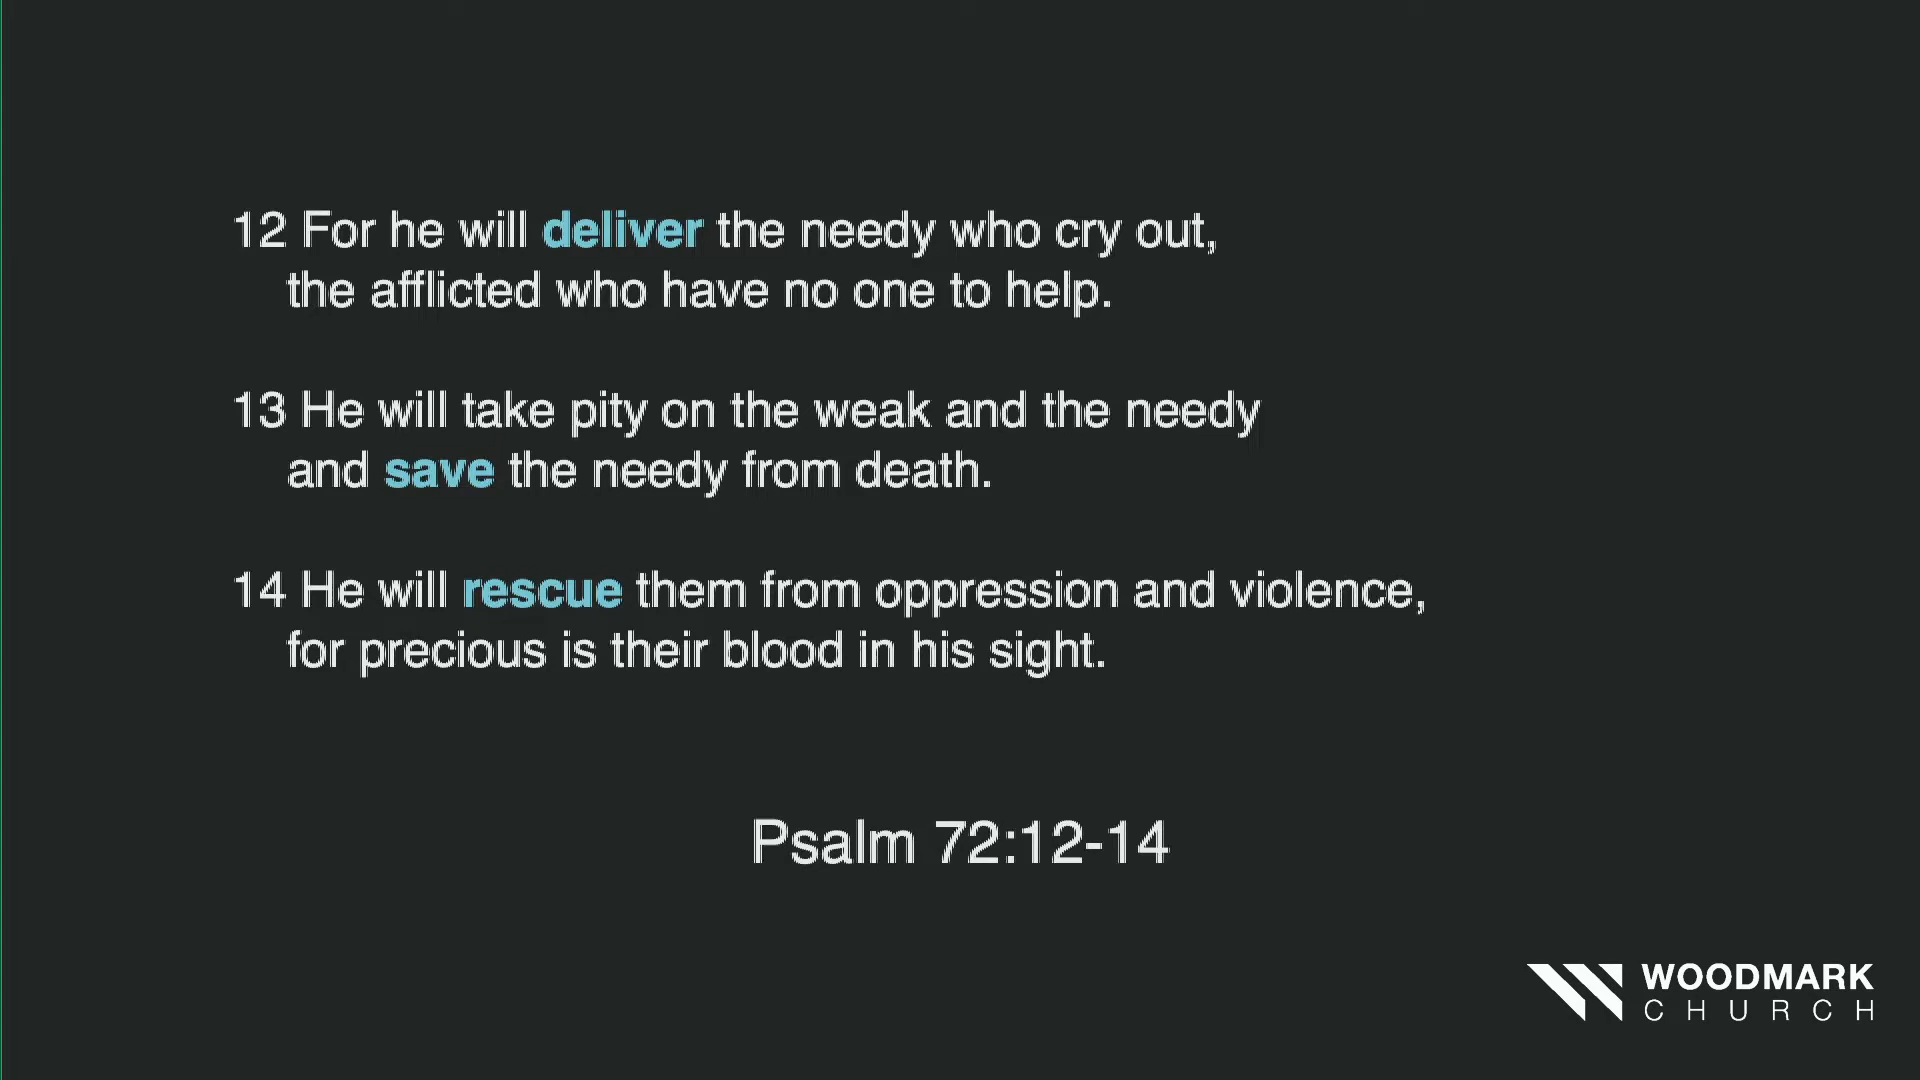 12 For he will deliver the needy who cry out,
the afflicted who have no one to help.
13 He will take pity on the weak and the needy
and save the needy from death.
14 He will rescue them from oppression and violence,
for precious is their blood in his sight.
Psalm 72:12-14
WOODMARK
CHURCH